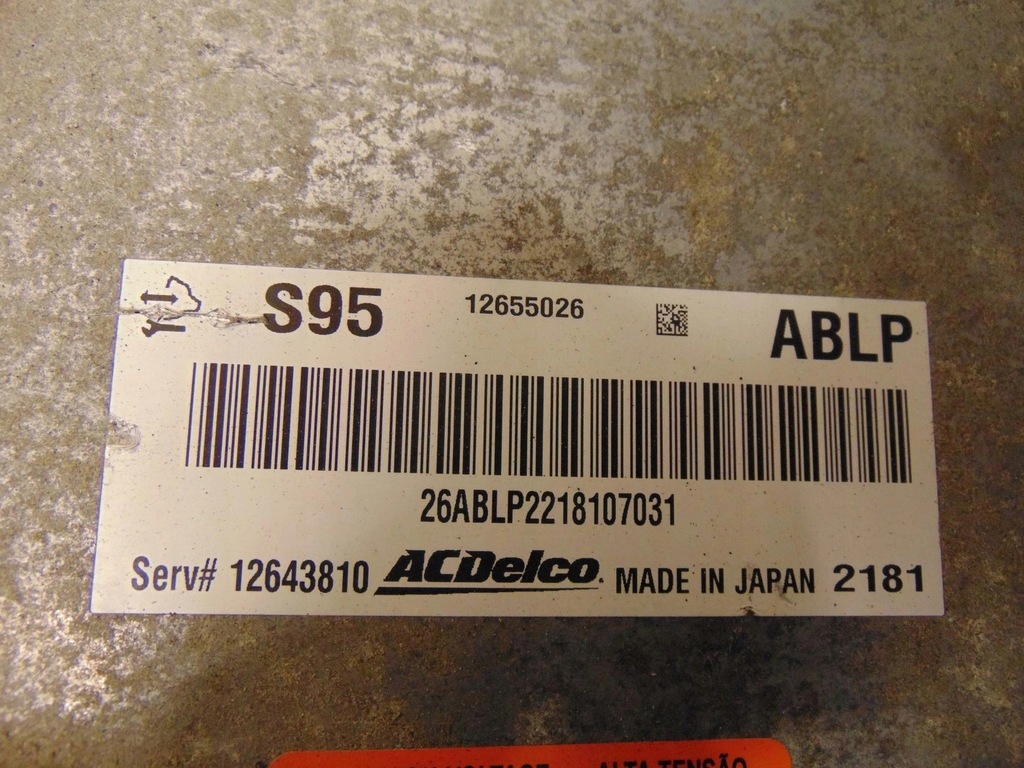 S95 12655026 ABLP
26ABLP2218107031
Serv# 12643810 ACDelco. MADE IN JAPAN 2181
ALTA TENSÃO